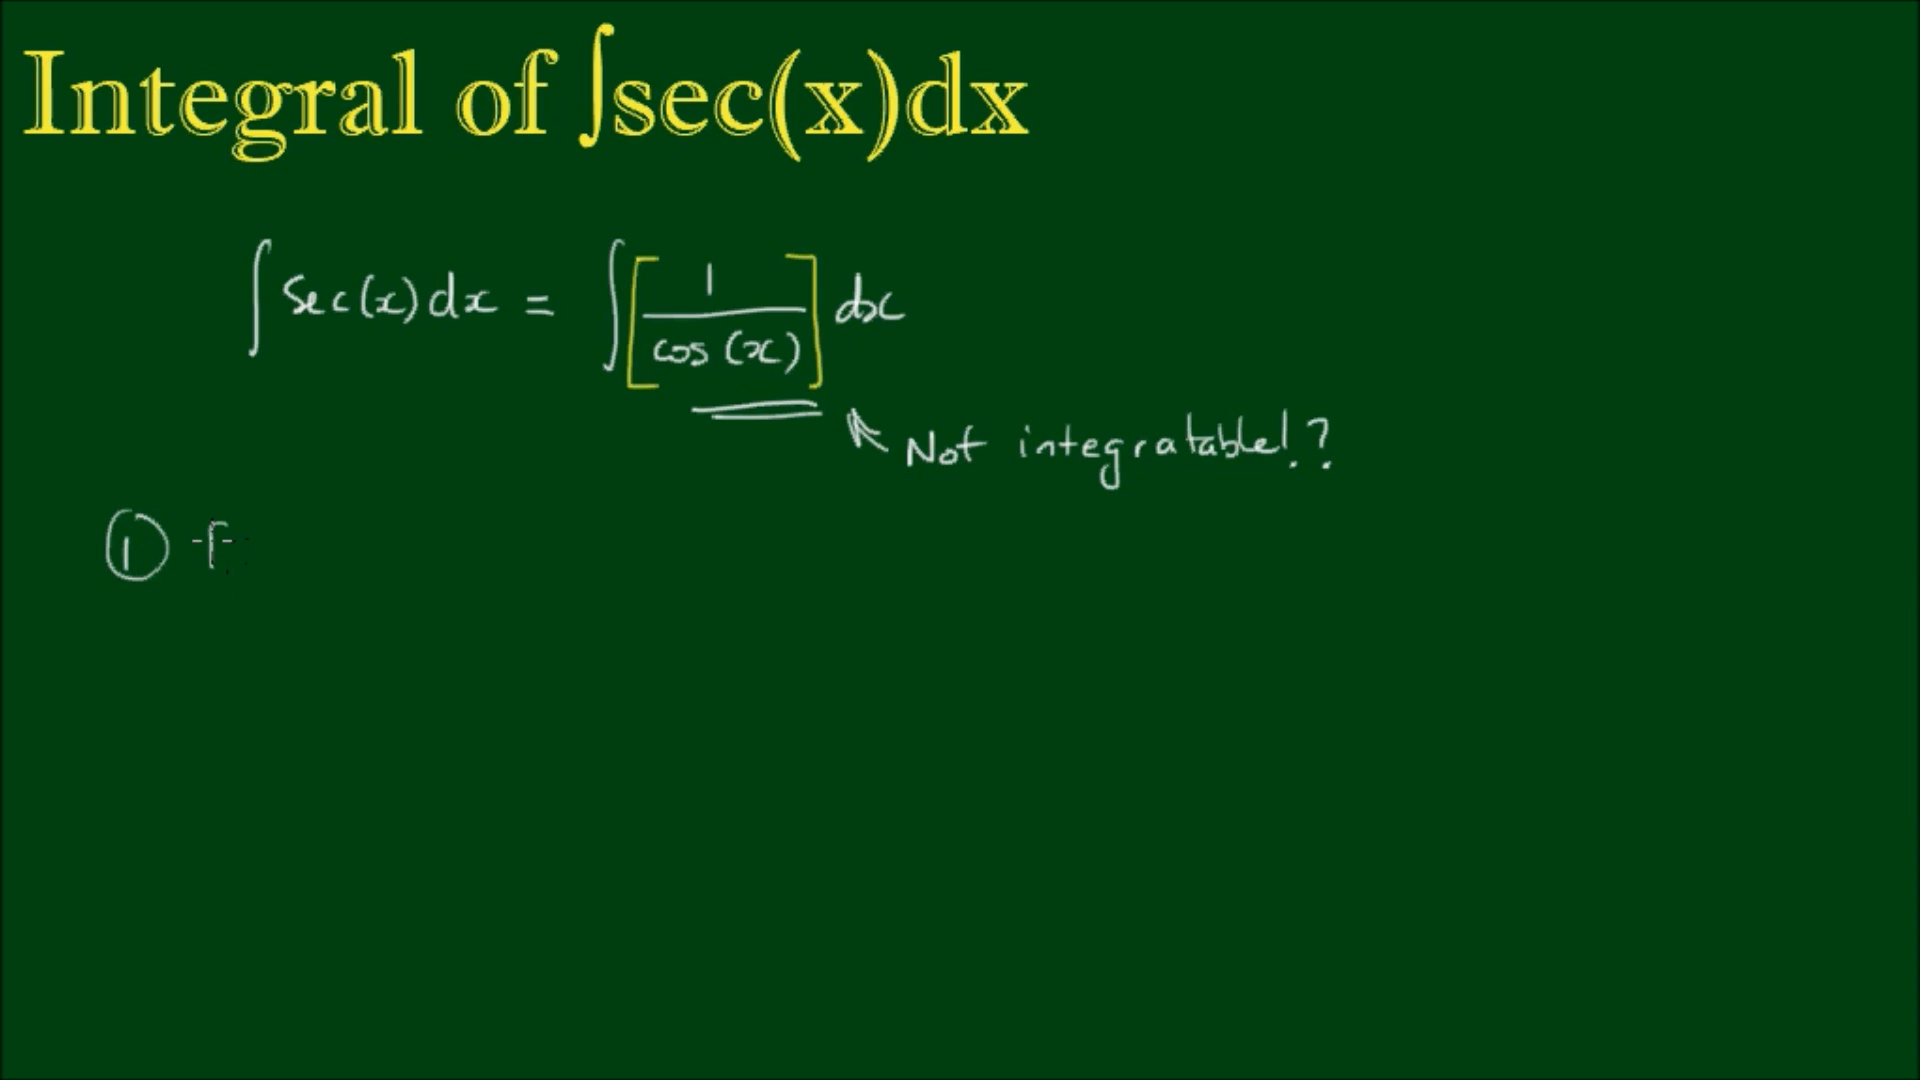 Integral of ∫sec(x)dx
∫ Sec(x) dx = ∫ [ 1 / cos (x) ] dx
Not integratable!?
① f